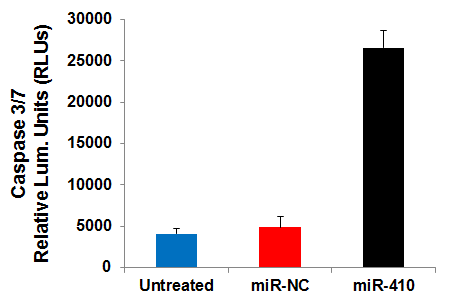 Caspase 3/7
Relative Lum. Units (RLUs)
30000
25000
20000
15000
10000
5000
0
Untreated
miR-NC
miR-410